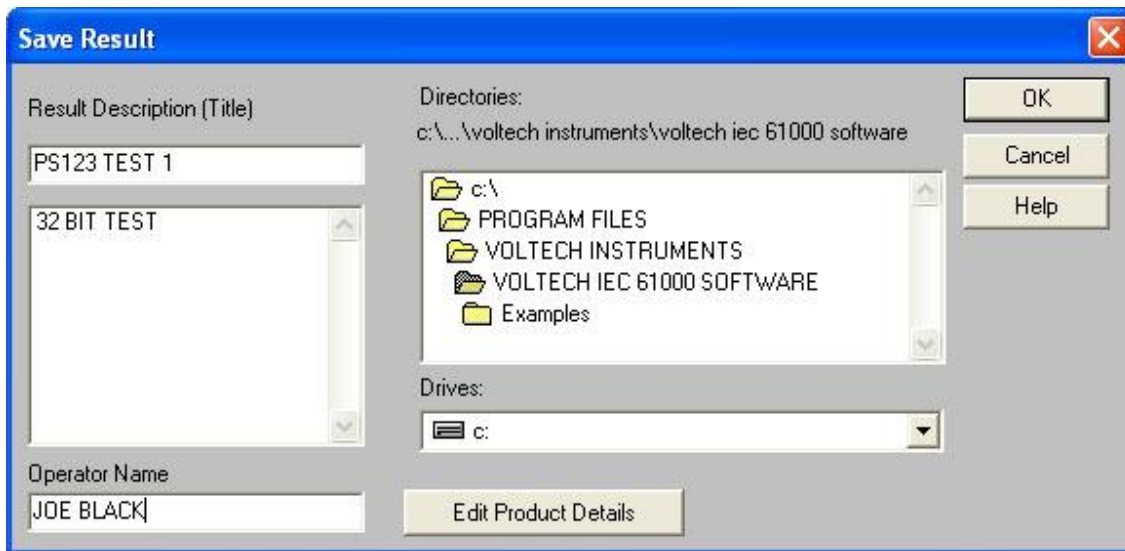 Save Result
Result Description (Title)
PS123 TEST 1
32 BIT TEST
Operator Name
JOE BLACK
Directories:
c:\...\voltech instruments\voltech iec 61000 software
c:\
PROGRAM FILES
VOLTECH INSTRUMENTS
VOLTECH IEC 61000 SOFTWARE
Examples
Drives:
c:
Edit Product Details
OK
Cancel
Help